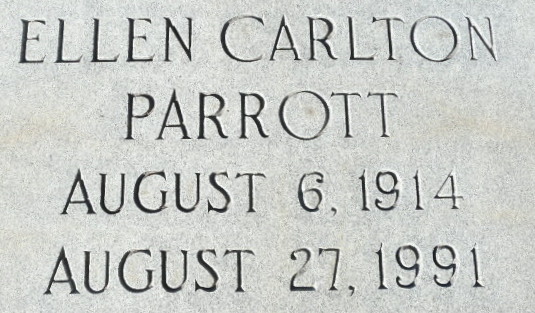 ELLEN CARLTON
PARROTT
AUGUST 6, 1914
AUGUST 27, 1991